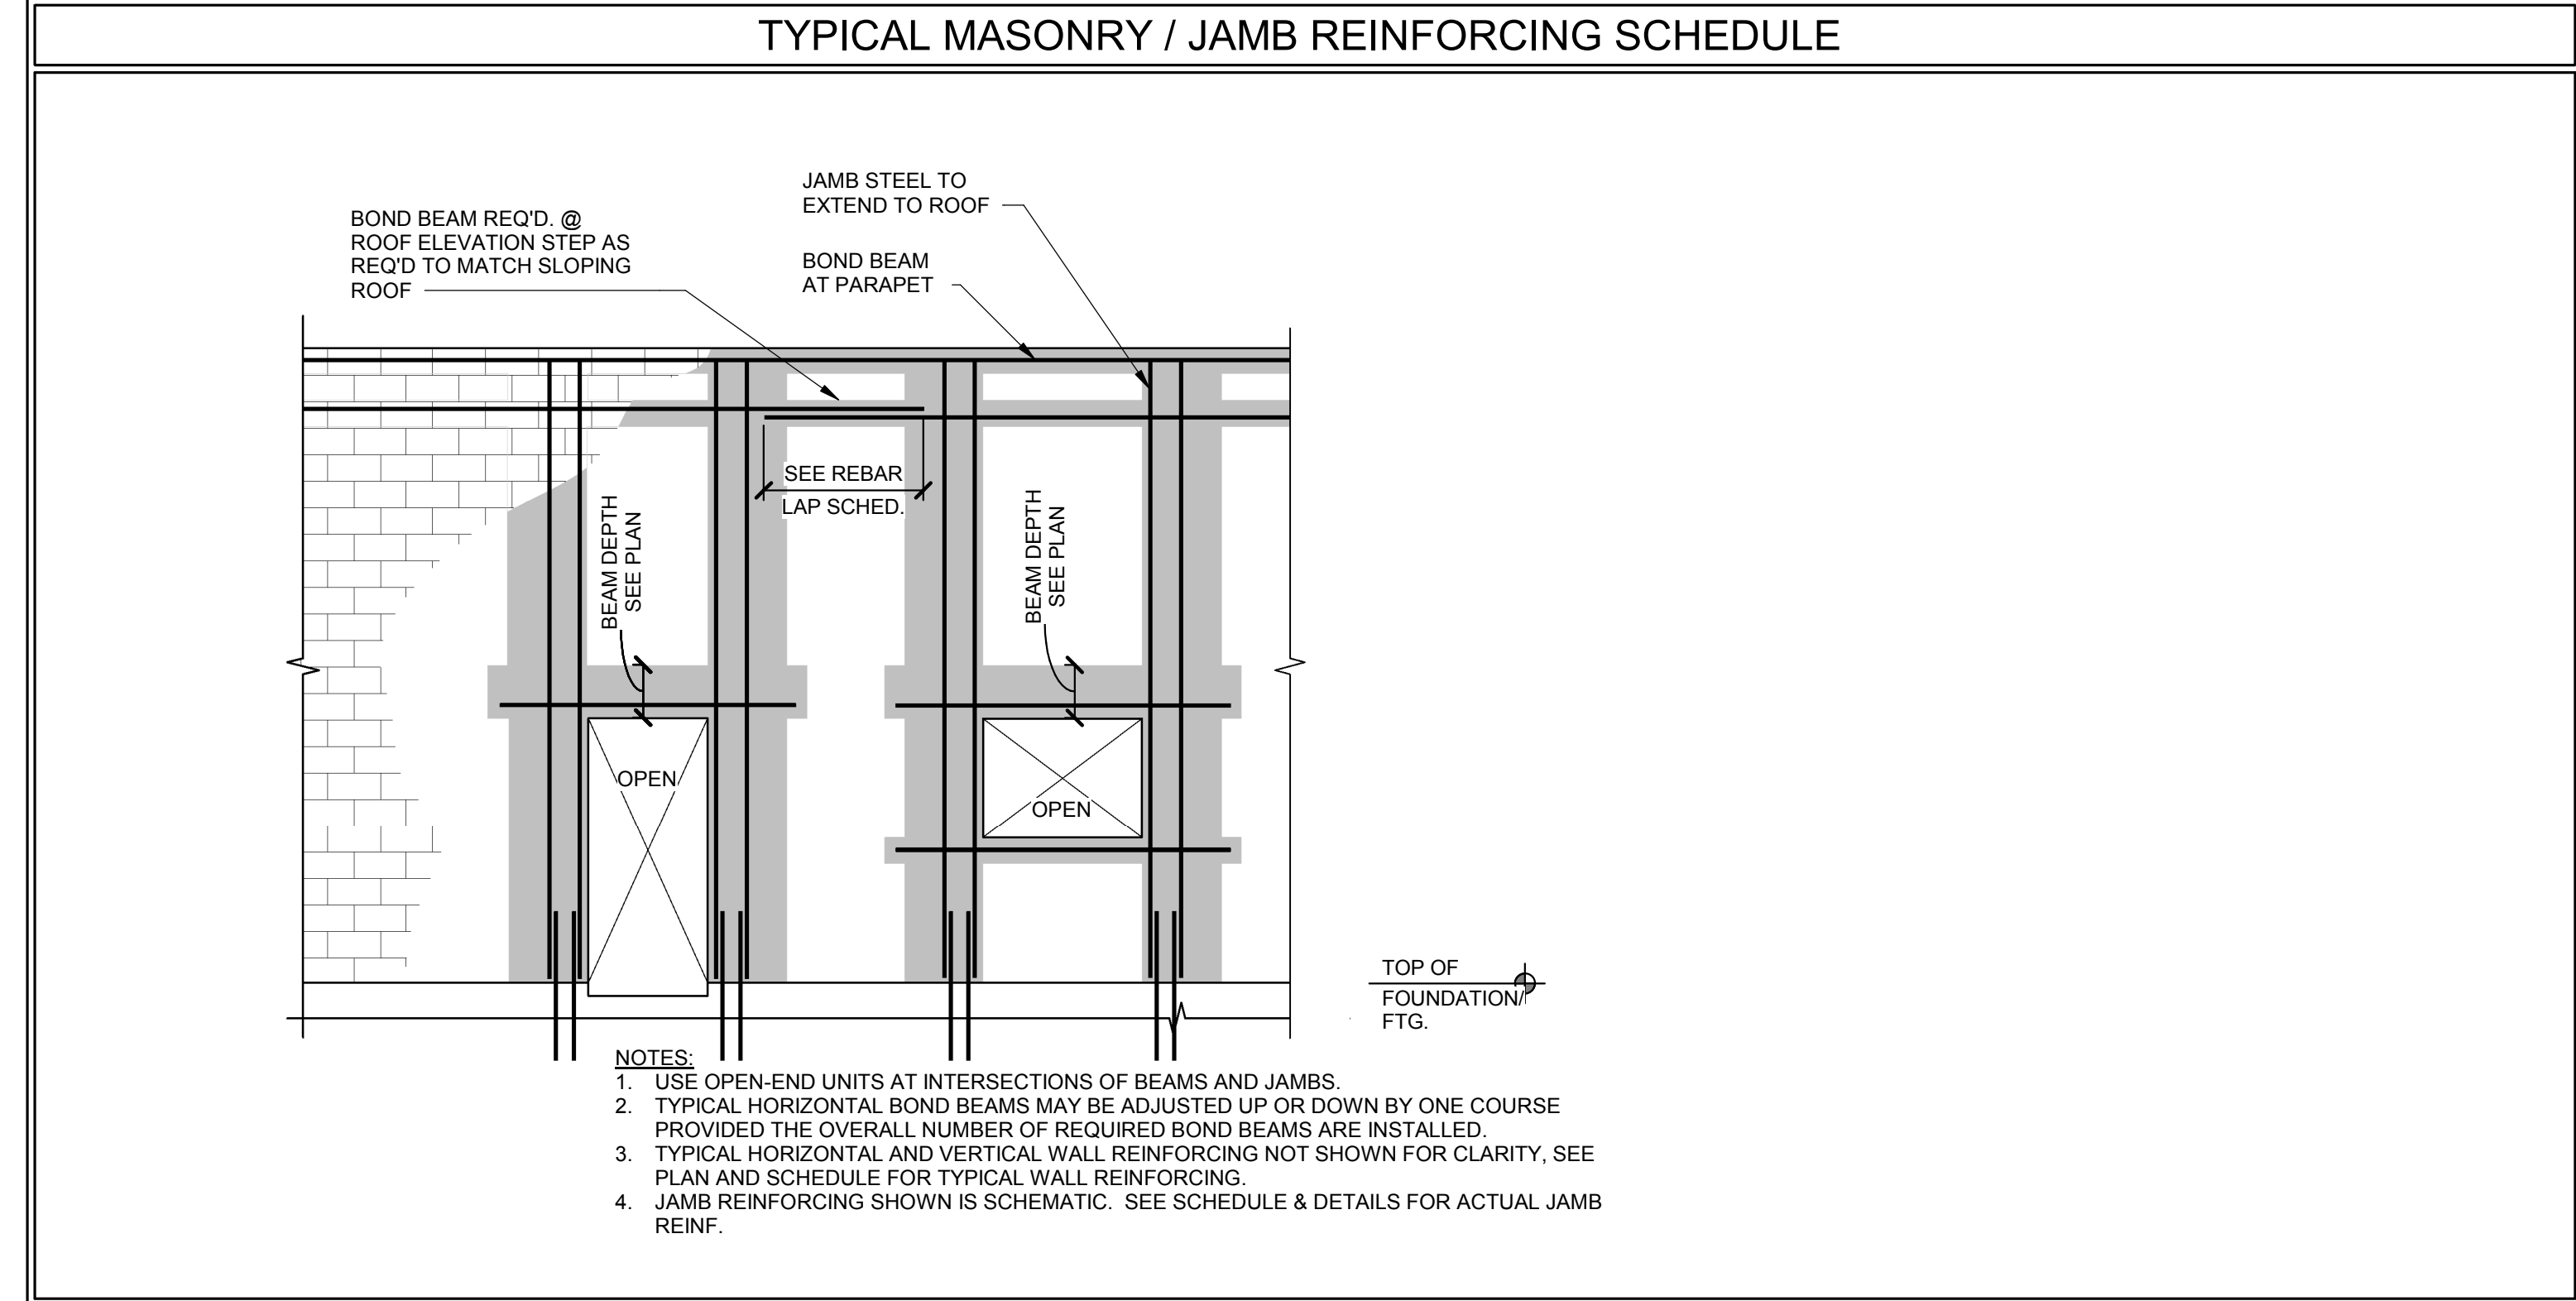 TYPICAL MASONRY / JAMB REINFORCING SCHEDULE
JAMB STEEL TO
EXTEND TO ROOF
BOND BEAM REQ'D. @
ROOF ELEVATION STEP AS
REQ'D TO MATCH SLOPING
ROOF
BOND BEAM
AT PARAPET
SEE REBAR
LAP SCHED.
BEAM DEPTH
SEE PLAN
BEAM DEPTH
SEE PLAN
OPEN
OPEN
TOP OF
FOUNDATION/
FTG.
NOTES:
1. USE OPEN-END UNITS AT INTERSECTIONS OF BEAMS AND JAMBS.
2. TYPICAL HORIZONTAL BOND BEAMS MAY BE ADJUSTED UP OR DOWN BY ONE COURSE
PROVIDED THE OVERALL NUMBER OF REQUIRED BOND BEAMS ARE INSTALLED.
3. TYPICAL HORIZONTAL AND VERTICAL WALL REINFORCING NOT SHOWN FOR CLARITY, SEE
PLAN AND SCHEDULE FOR TYPICAL WALL REINFORCING.
4. JAMB REINFORCING SHOWN IS SCHEMATIC. SEE SCHEDULE & DETAILS FOR ACTUAL JAMB
REINF.